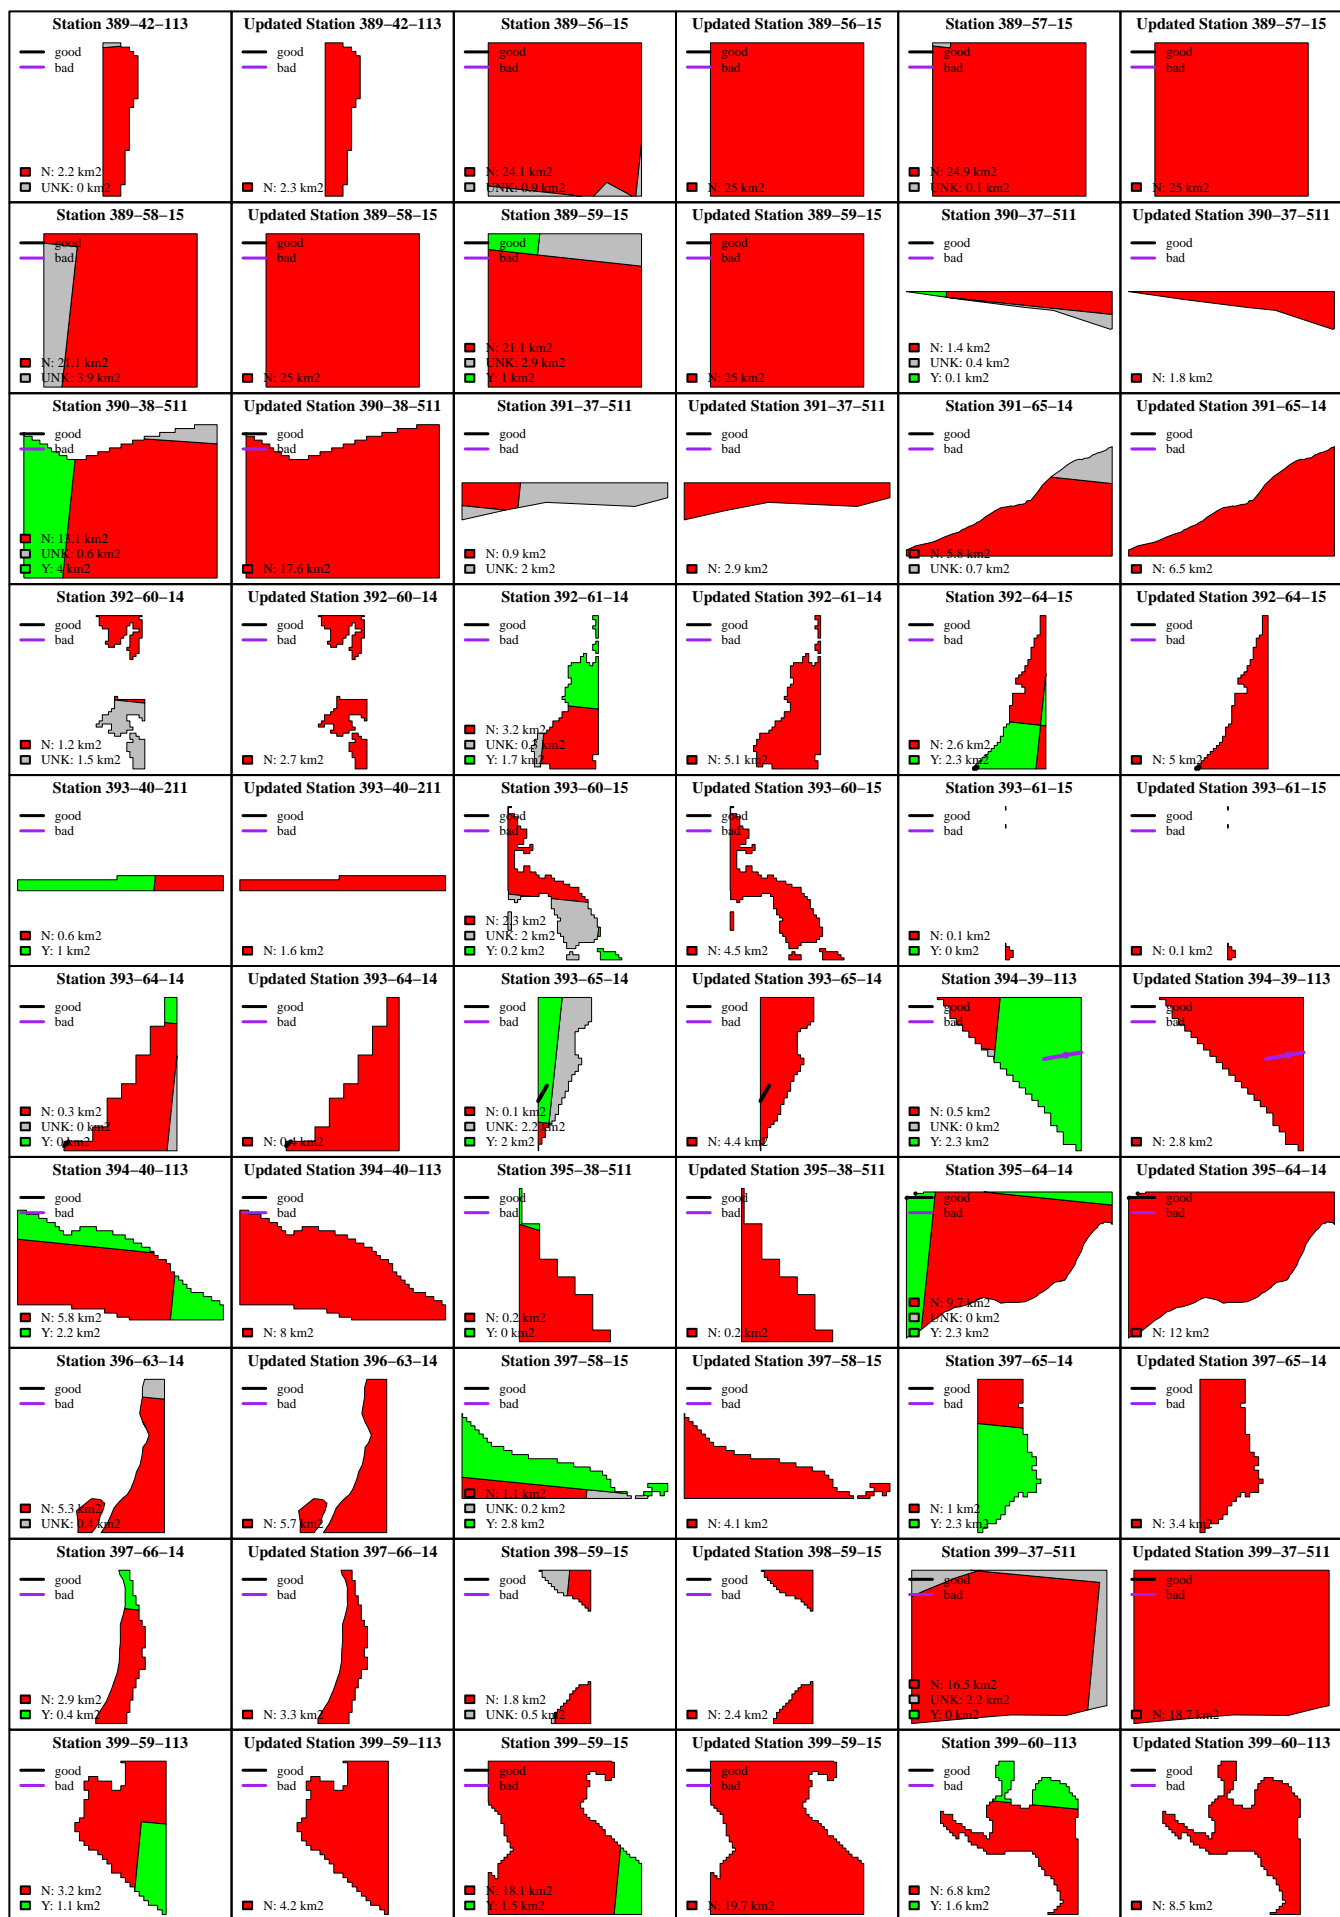 Station 389−42−113
good
bad
N: 2.2 km2
UNK: 0 km2
Updated Station 389−42−113
good
bad
N: 2.3 km2
Station 389−56−15
good
bad
N: 24.1 km2
UNK: 0.9 km2
Updated Station 389−56−15
good
bad
N: 25 km2
Station 389−57−15
good
bad
N: 24.9 km2
UNK: 0.1 km2
Updated Station 389−57−15
good
bad
N: 25 km2
Station 389−58−15
good
bad
N: 21.1 km2
UNK: 3.9 km2
Updated Station 389−58−15
good
bad
N: 25 km2
Station 389−59−15
good
bad
N: 21.1 km2
UNK: 2.9 km2
Y: 1 km2
Updated Station 389−59−15
good
bad
N: 25 km2
Station 390−37−511
good
bad
N: 1.4 km2
UNK: 0.4 km2
Y: 0.1 km2
Updated Station 390−37−511
good
bad
N: 1.8 km2
Station 390−38−511
good
bad
N: 13.1 km2
UNK: 0.6 km2
Y: 4 km2
Updated Station 390−38−511
good
bad
N: 17.6 km2
Station 391−37−511
good
bad
N: 0.9 km2
UNK: 2 km2
Updated Station 391−37−511
good
bad
N: 2.9 km2
Station 391−65−14
good
bad
N: 5.8 km2
UNK: 0.7 km2
Updated Station 391−65−14
good
bad
N: 6.5 km2
Station 392−60−14
good
bad
N: 1.2 km2
UNK: 1.5 km2
Updated Station 392−60−14
good
bad
N: 2.7 km2
Station 392−61−14
good
bad
N: 3.2 km2
UNK: 0.3 km2
Y: 1.7 km2
Updated Station 392−61−14
good
bad
N: 5.1 km2
Station 392−64−15
good
bad
N: 2.6 km2
Y: 2.3 km2
Updated Station 392−64−15
good
bad
N: 5 km2
Station 393−40−211
good
bad
N: 0.6 km2
Y: 1 km2
Updated Station 393−40−211
good
bad
N: 1.6 km2
Station 393−60−15
good
bad
N: 2.3 km2
UNK: 2 km2
Y: 0.2 km2
Updated Station 393−60−15
good
bad
N: 4.5 km2
Station 393−61−15
good
bad
N: 0.1 km2
Y: 0 km2
Updated Station 393−61−15
good
bad
N: 0.1 km2
Station 393−64−14
good
bad
N: 0.3 km2
UNK: 0 km2
Y: 0 km2
Updated Station 393−64−14
good
bad
N: 0.4 km2
Station 393−65−14
good
bad
N: 0.1 km2
UNK: 2.2 km2
Y: 2 km2
Updated Station 393−65−14
good
bad
N: 4.4 km2
Station 394−39−113
good
bad
N: 0.5 km2
UNK: 0 km2
Y: 2.3 km2
Updated Station 394−39−113
good
bad
N: 2.8 km2
Station 394−40−113
good
bad
N: 5.8 km2
Y: 2.2 km2
Updated Station 394−40−113
good
bad
N: 8 km2
Station 395−38−511
good
bad
N: 0.2 km2
Y: 0 km2
Updated Station 395−38−511
good
bad
N: 0.2 km2
Station 395−64−14
good
bad
N: 9.7 km2
UNK: 0 km2
Y: 2.3 km2
Updated Station 395−64−14
good
bad
N: 12 km2
Station 396−63−14
good
bad
N: 5.3 km2
UNK: 0.4 km2
Updated Station 396−63−14
good
bad
N: 5.7 km2
Station 397−58−15
good
bad
N: 1.1 km2
UNK: 0.2 km2
Y: 2.8 km2
Updated Station 397−58−15
good
bad
N: 4.1 km2
Station 397−65−14
good
bad
N: 1 km2
Y: 2.3 km2
Updated Station 397−65−14
good
bad
N: 3.4 km2
Station 397−66−14
good
bad
N: 2.9 km2
Y: 0.4 km2
Updated Station 397−66−14
good
bad
N: 3.3 km2
Station 398−59−15
good
bad
N: 1.8 km2
UNK: 0.5 km2
Updated Station 398−59−15
good
bad
N: 2.4 km2
Station 399−37−511
good
bad
N: 16.5 km2
UNK: 2.2 km2
Y: 0 km2
Updated Station 399−37−511
good
bad
N: 18.7 km2
Station 399−59−113
good
bad
N: 3.2 km2
Y: 1.1 km2
Updated Station 399−59−113
good
bad
N: 4.2 km2
Station 399−59−15
good
bad
N: 18.1 km2
Y: 1.5 km2
Updated Station 399−59−15
good
bad
N: 19.7 km2
Station 399−60−113
good
bad
N: 6.8 km2
Y: 1.6 km2
Updated Station 399−60−113
good
bad
N: 8.5 km2